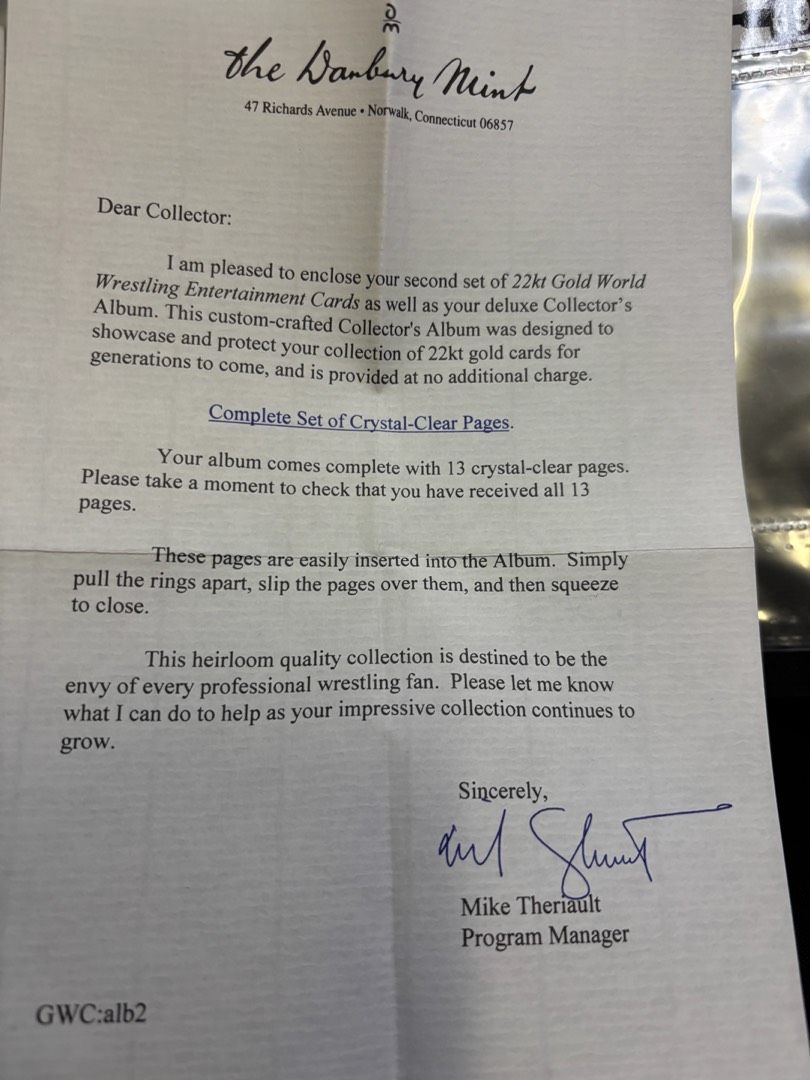 the Danbury Mint
47 Richards Avenue • Norwalk, Connecticut 06857
Dear Collector:
I am pleased to enclose your second set of 22kt Gold World
Wrestling Entertainment Cards as well as your deluxe Collector's
Album. This custom-crafted Collector's Album was designed to
showcase and protect your collection of 22kt gold cards for
generations to come, and is provided at no additional charge.
Complete Set of Crystal-Clear Pages.
Your album comes complete with 13 crystal-clear pages.
Please take a moment to check that you have received all 13
pages.
These pages are easily inserted into the Album. Simply
pull the rings apart, slip the pages over them, and then squeeze
to close.
This heirloom quality collection is destined to be the
envy of every professional wrestling fan. Please let me know
what I can do to help as your impressive collection continues to
grow.
Sincerely,
Mike Theriault
Program Manager
GWC:alb2